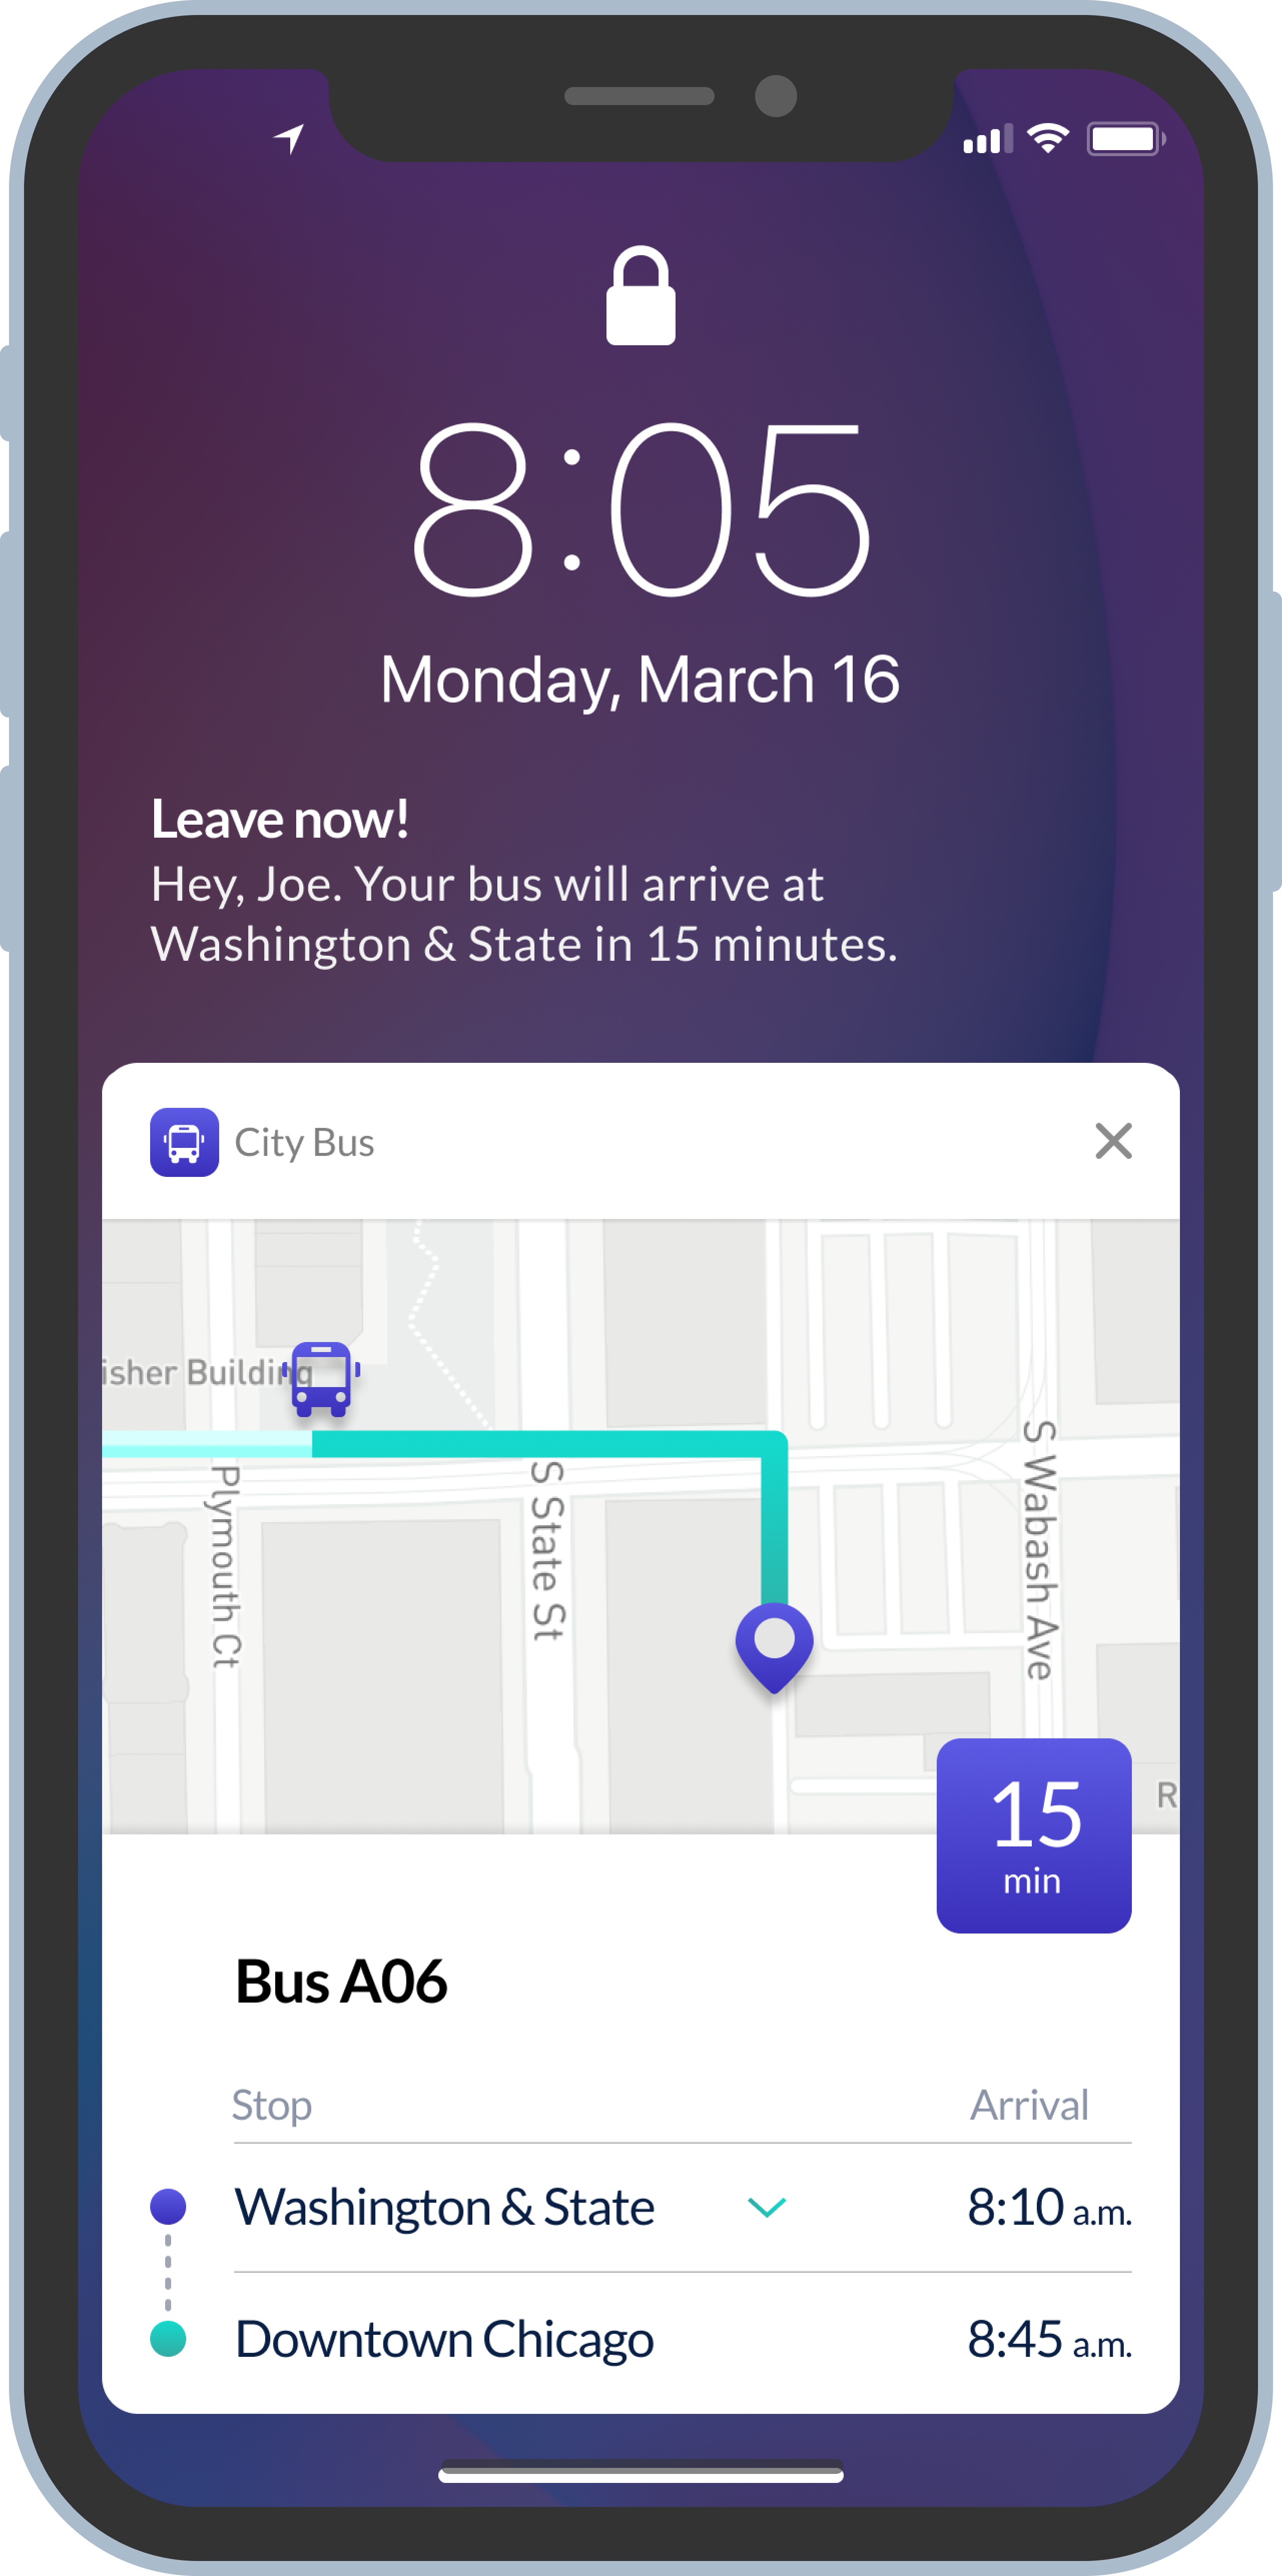 8:05
Monday, March 16
Leave now!
Hey, Joe. Your bus will arrive at
Washington & State in 15 minutes.
City Bus
isher Building
Plymouth Ct
S State St
S Wabash Ave
R
15
min
Bus A06
Stop Arrival
Washington & State 8:10 a.m.
Downtown Chicago 8:45 a.m.